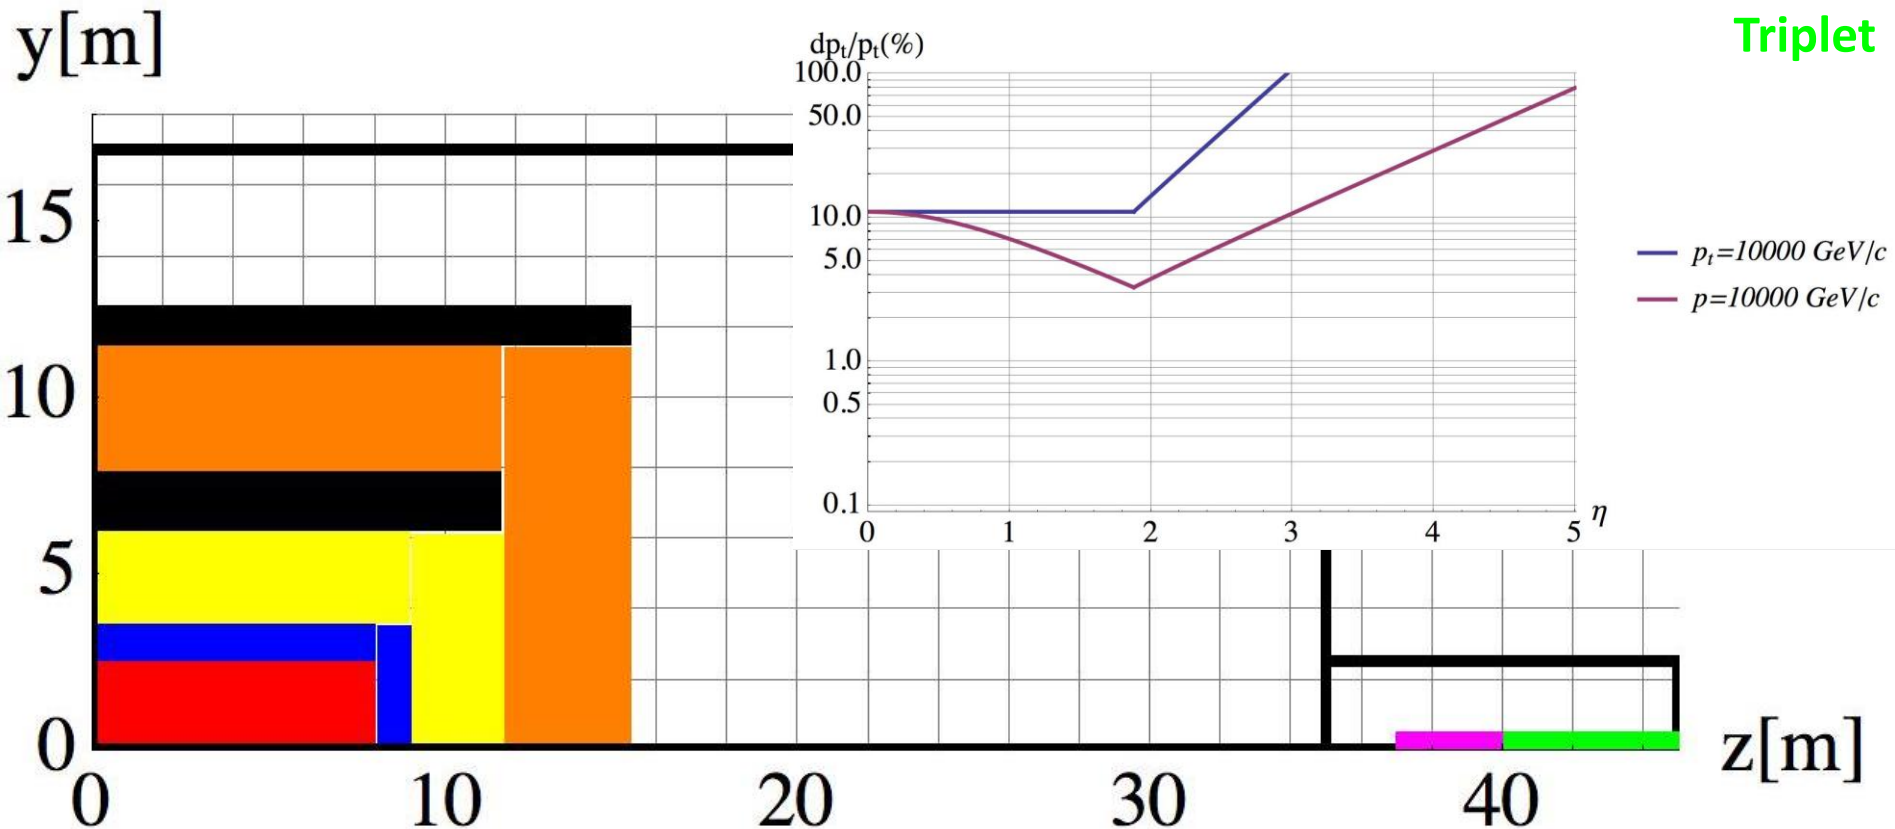 y[m]
Triplet
dpₜ/pₜ(%)
100.0
50.0
10.0
5.0
1.0
0.5
0.1
0 1 2 3 4 5 η
pₜ=10000 GeV/c
p=10000 GeV/c
15
10
5
0
0 10 20 30 40
z[m]